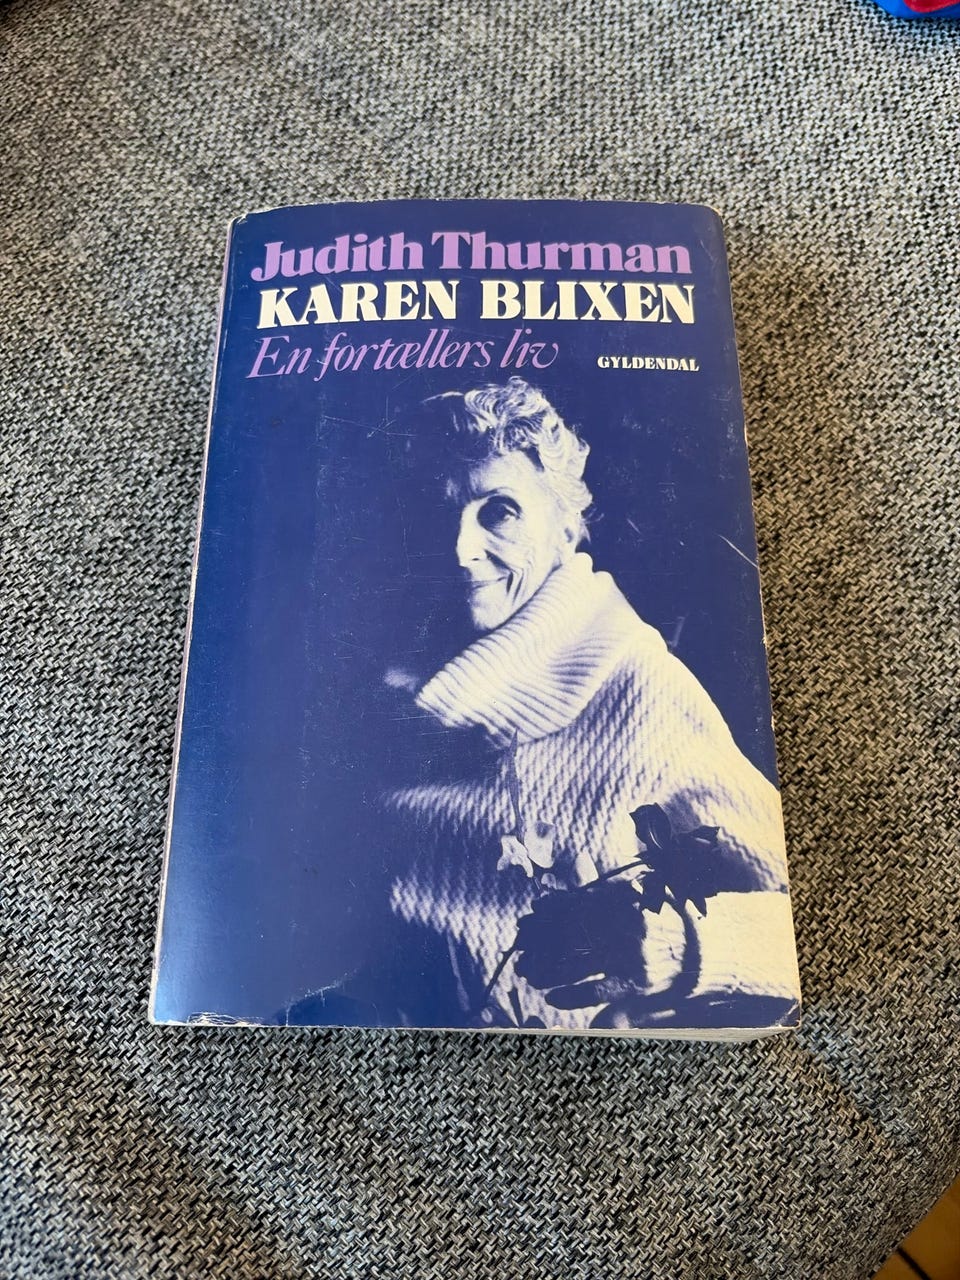 Judith Thurman
KAREN BLIXEN
En fortællers liv
GYLDENDAL